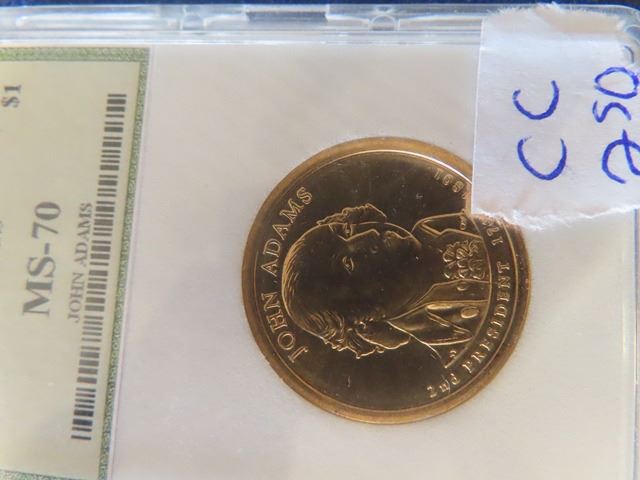 $1
MS-70
JOHN ADAMS
JOHN ADAMS
2nd PRESIDENT
CC
250